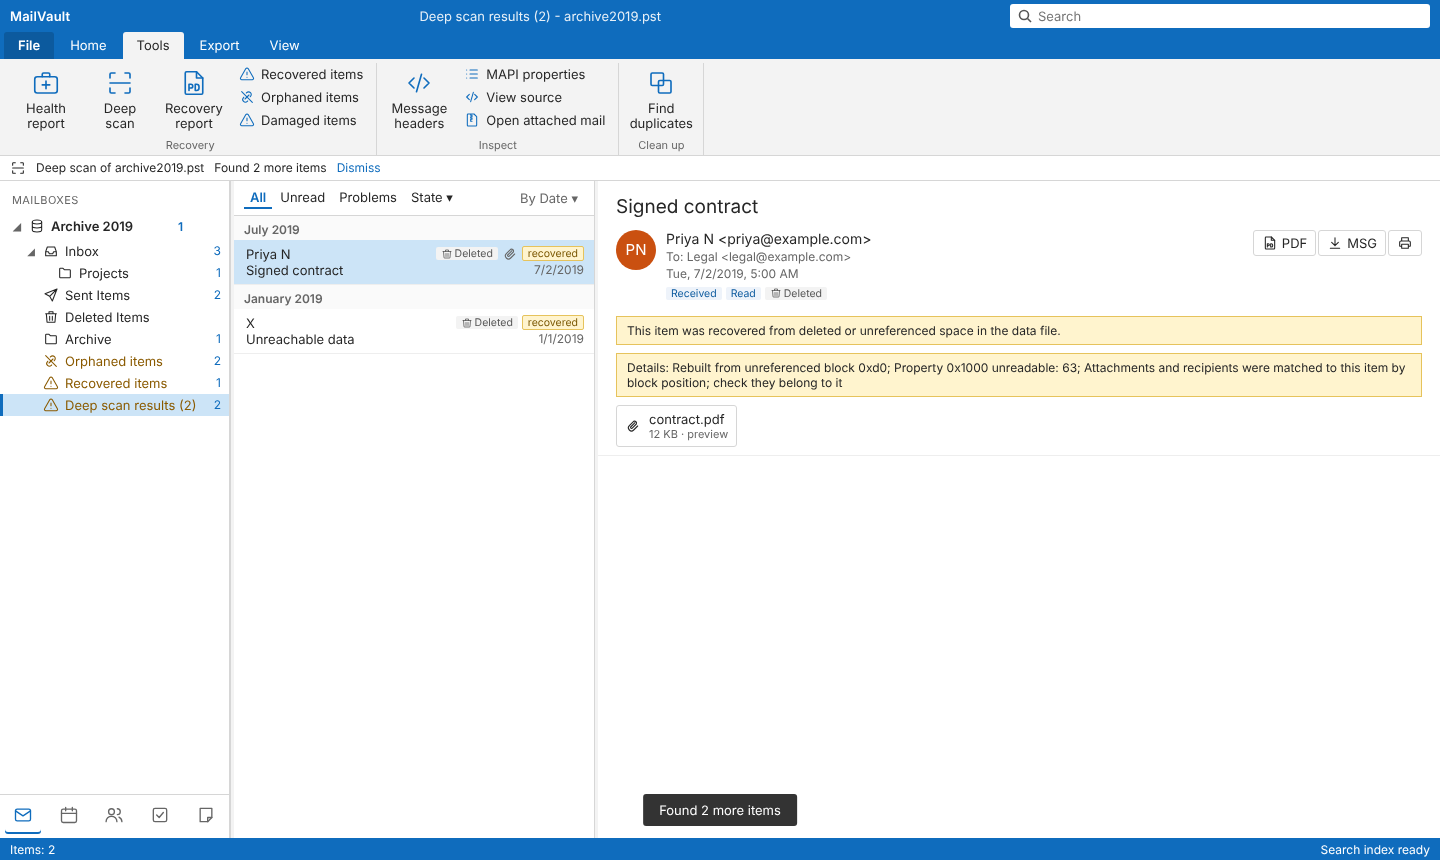 MailVault
Deep scan results (2) - archive2019.pst
Search
File
Home
Tools
Export
View
Health report
Deep scan
PD
Recovery report
Recovered items
Orphaned items
Damaged items
Recovery
Message headers
MAPI properties
View source
Open attached mail
Inspect
Find duplicates
Clean up
Deep scan of archive2019.pst Found 2 more items Dismiss
MAILBOXES
Archive 2019 1
Inbox 3
Projects 1
Sent Items 2
Deleted Items
Archive 1
Orphaned items 2
Recovered items 1
Deep scan results (2) 2
All Unread Problems State ▾ By Date ▾
July 2019
Priya N Deleted recovered
Signed contract 7/2/2019
January 2019
X Deleted recovered
Unreachable data 1/1/2019
Signed contract
PN
Priya N <priya@example.com>
To: Legal <legal@example.com>
Tue, 7/2/2019, 5:00 AM
Received Read Deleted
PDF MSG
This item was recovered from deleted or unreferenced space in the data file.
Details: Rebuilt from unreferenced block 0xd0; Property 0x1000 unreadable: 63; Attachments and recipients were matched to this item by
block position; check they belong to it
contract.pdf
12 KB · preview
Found 2 more items
Items: 2
Search index ready